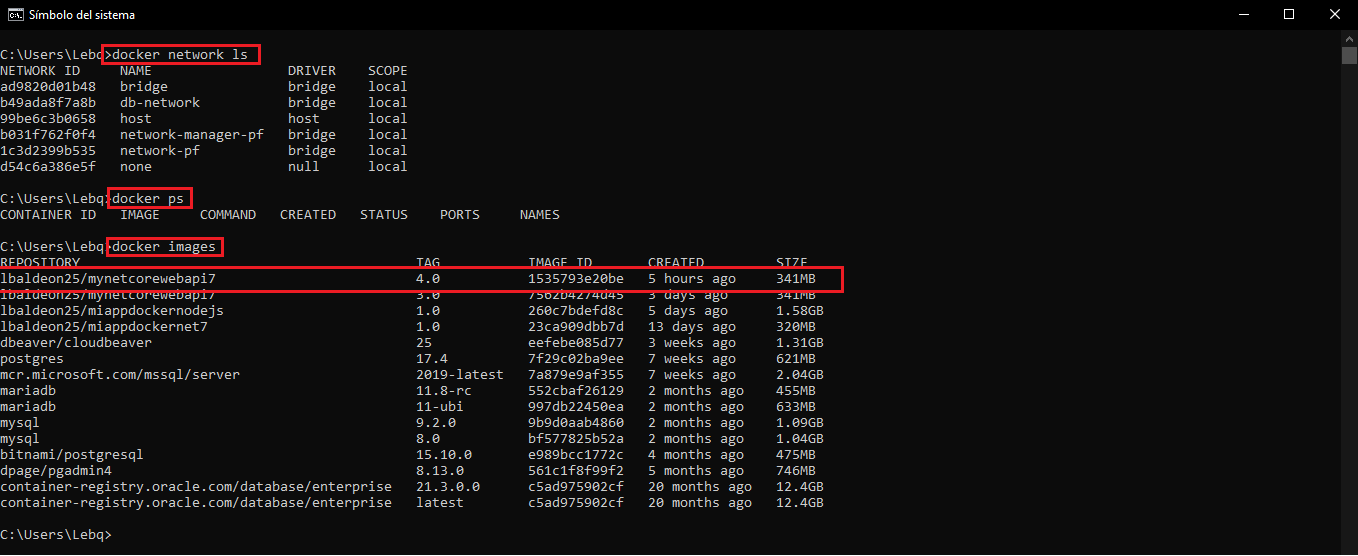 Símbolo del sistema
C:\Users\Lebq>docker network ls
NETWORK ID     NAME                 DRIVER    SCOPE
ad9820d01b48   bridge               bridge    local
b49ada8f7a8b   db-network           bridge    local
99be6c3b0658   host                 host      local
b031f762f0f4   network-manager-pf   bridge    local
1c3d2399b535   network-pf           bridge    local
d54c6a386e5f   none                 null      local
C:\Users\Lebq>docker ps
CONTAINER ID   IMAGE     COMMAND   CREATED   STATUS    PORTS     NAMES
C:\Users\Lebq>docker images
REPOSITORY                                          TAG           IMAGE ID       CREATED         SIZE
lbaldeon25/mynetcorewebapi7                         4.0           1535793e20be   5 hours ago     341MB
lbaldeon25/mynetcorewebapi7                         3.0           7562b4274d45   3 days ago      341MB
lbaldeon25/miappdockernodejs                        1.0           260c7bdefd8c   5 days ago      1.58GB
lbaldeon25/miappdockernet7                          1.0           23ca909dbb7d   13 days ago     320MB
dbeaver/cloudbeaver                                 25            eefebe085d77   3 weeks ago     1.31GB
postgres                                            17.4          7f29c02ba9ee   7 weeks ago     621MB
mcr.microsoft.com/mssql/server                      2019-latest   7a879e9af355   7 weeks ago     2.04GB
mariadb                                             11.8-rc       552cbaf26129   2 months ago    455MB
mariadb                                             11-ubi        997db22450ea   2 months ago    633MB
mysql                                               9.2.0         9b9d0aab4860   2 months ago    1.09GB
mysql                                               8.0           bf577825b52a   2 months ago    1.04GB
bitnami/postgresql                                  15.10.0       e989bcc1772c   4 months ago    475MB
dpage/pgadmin4                                      8.13.0        561c1f8f99f2   5 months ago    746MB
container-registry.oracle.com/database/enterprise   21.3.0.0      c5ad975902cf   20 months ago   12.4GB
container-registry.oracle.com/database/enterprise   latest        c5ad975902cf   20 months ago   12.4GB
C:\Users\Lebq>